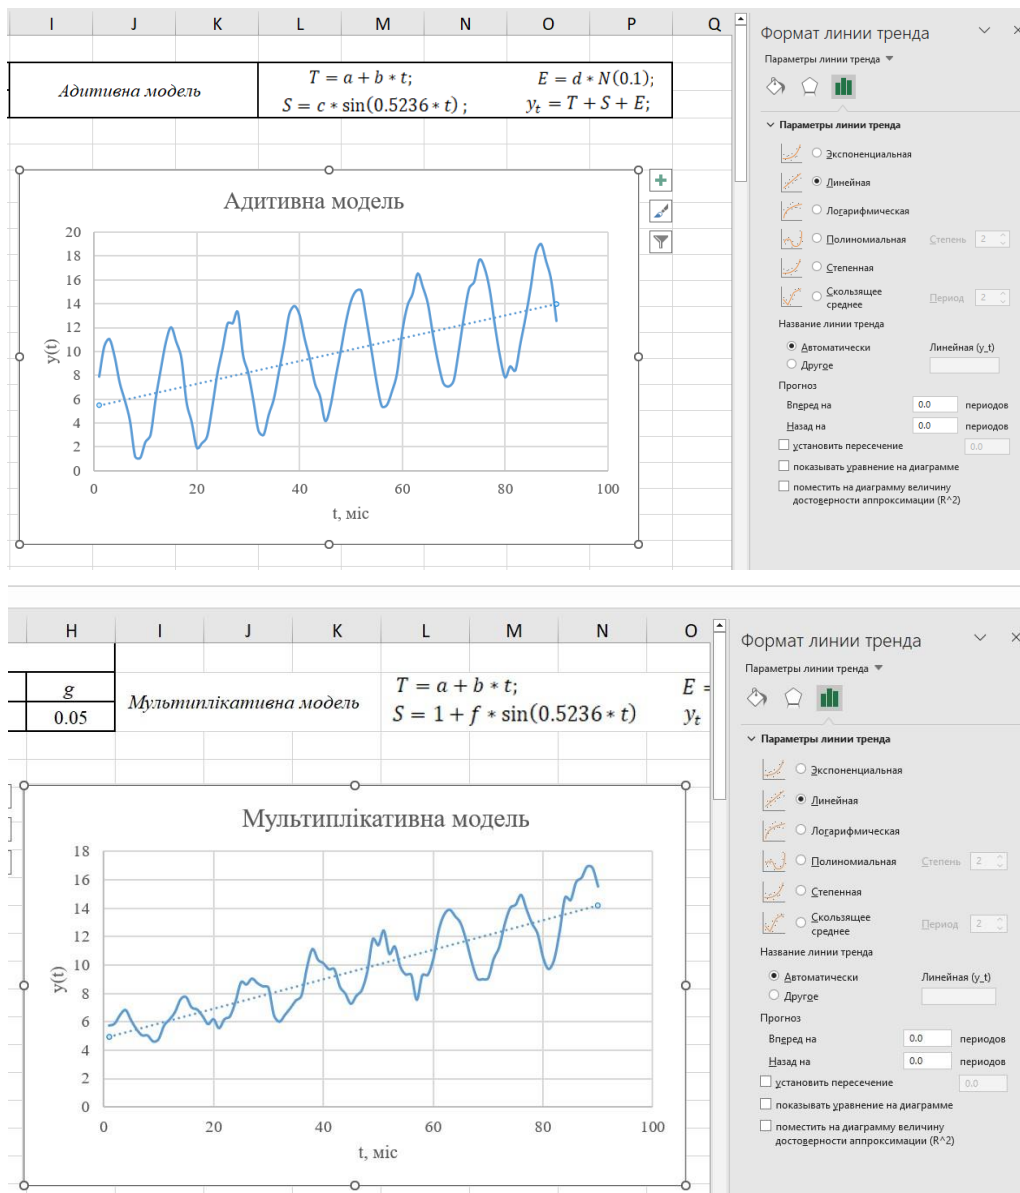 I J K L M N O P Q
Адитивна модель
T = a + b ∗ t;
E = d ∗ N(0.1);
S = c ∗ sin(0.5236 ∗ t) ;
y_t = T + S + E;
Адитивна модель
20
18
16
14
12
10
8
6
4
2
0
y(t)
0 20 40 60 80 100
t, міс
Формат линии тренда
Параметры линии тренда
Параметры линии тренда
Экспоненциальная
Линейная
Логарифмическая
Полиномиальная Степень 2
Степенная
Скользящее
среднее
Период 2
Название линии тренда
Автоматически Линейная (y_t)
Другое
Прогноз
Вперед на 0.0 периодов
Назад на 0.0 периодов
установить пересечение 0.0
показывать уравнение на диаграмме
поместить на диаграмму величину
достоверности аппроксимации (R^2)
H I J K L M N O
g
0.05
Мультиплікативна модель
T = a + b ∗ t;
E =
S = 1 + f ∗ sin(0.5236 ∗ t)
y_t
Мультиплікативна модель
18
16
14
12
10
8
6
4
2
0
y(t)
0 20 40 60 80 100
t, міс
Формат линии тренда
Параметры линии тренда
Параметры линии тренда
Экспоненциальная
Линейная
Логарифмическая
Полиномиальная Степень 2
Степенная
Скользящее
среднее
Период 2
Название линии тренда
Автоматически Линейная (y_t)
Другое
Прогноз
Вперед на 0.0 периодов
Назад на 0.0 периодов
установить пересечение 0.0
показывать уравнение на диаграмме
поместить на диаграмму величину
достоверности аппроксимации (R^2)